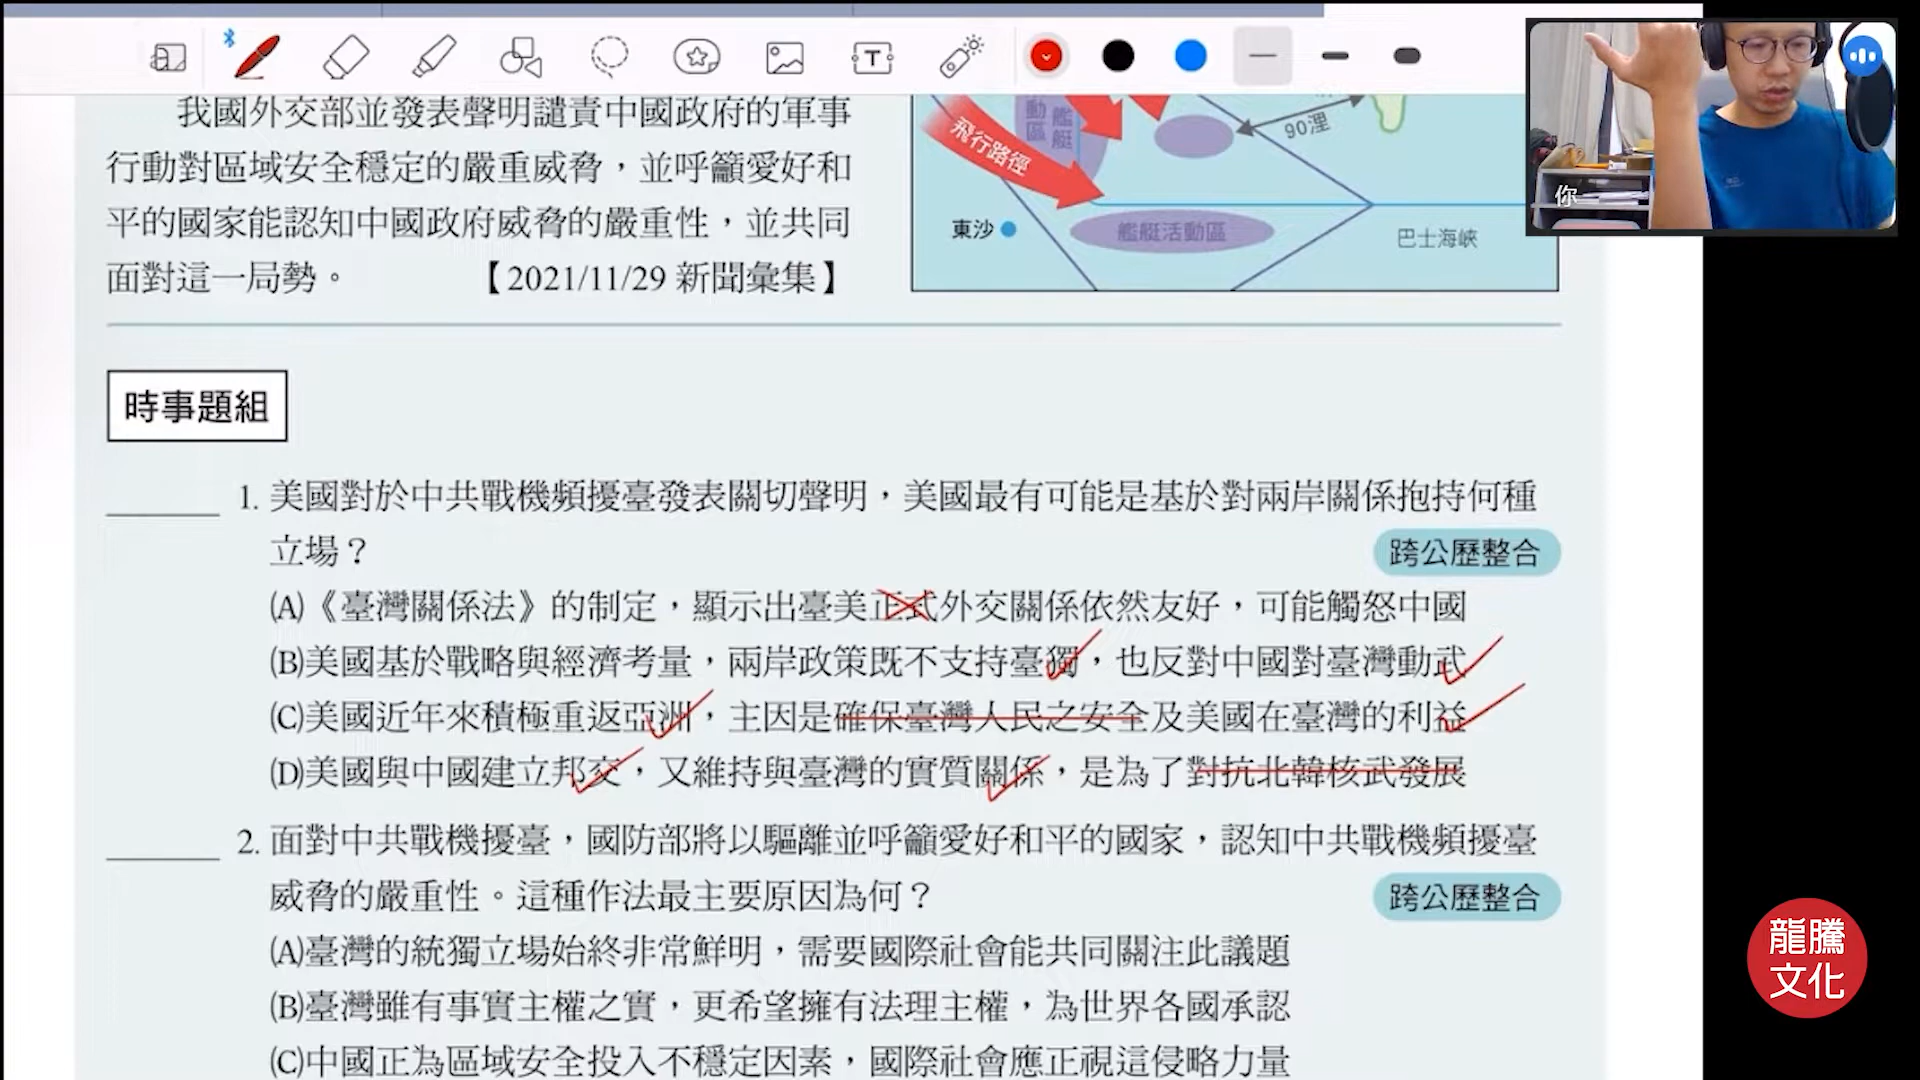 我國外交部並發表聲明譴責中國政府的軍事
行動對區域安全穩定的嚴重威脅，並呼籲愛好和
平的國家能認知中國政府威脅的嚴重性，並共同
面對這一局勢。 【2021/11/29 新聞彙集】
動區
艦艇
飛行路徑
90浬
東沙
艦艇活動區
巴士海峽
你
時事題組
1. 美國對於中共戰機頻擾臺發表關切聲明，美國最有可能是基於對兩岸關係抱持何種
立場？ 跨公歷整合
(A)《臺灣關係法》的制定，顯示出臺美正式外交關係依然友好，可能觸怒中國
(B)美國基於戰略與經濟考量，兩岸政策既不支持臺獨，也反對中國對臺灣動武
(C)美國近年來積極重返亞洲，主因是確保臺灣人民之安全及美國在臺灣的利益
(D)美國與中國建立邦交，又維持與臺灣的實質關係，是為了對抗北韓核武發展
2. 面對中共戰機擾臺，國防部將以驅離並呼籲愛好和平的國家，認知中共戰機頻擾臺
威脅的嚴重性。這種作法最主要原因為何？ 跨公歷整合
(A)臺灣的統獨立場始終非常鮮明，需要國際社會能共同關注此議題
(B)臺灣雖有事實主權之實，更希望擁有法理主權，為世界各國承認
(C)中國正為區域安全投入不穩定因素，國際社會應正視這侵略力量
龍騰
文化